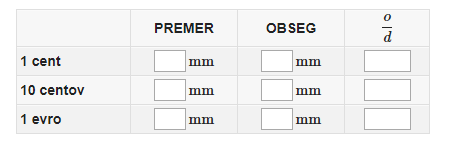 PREMER OBSEG o/d
1 cent mm mm
10 centov mm mm
1 evro mm mm